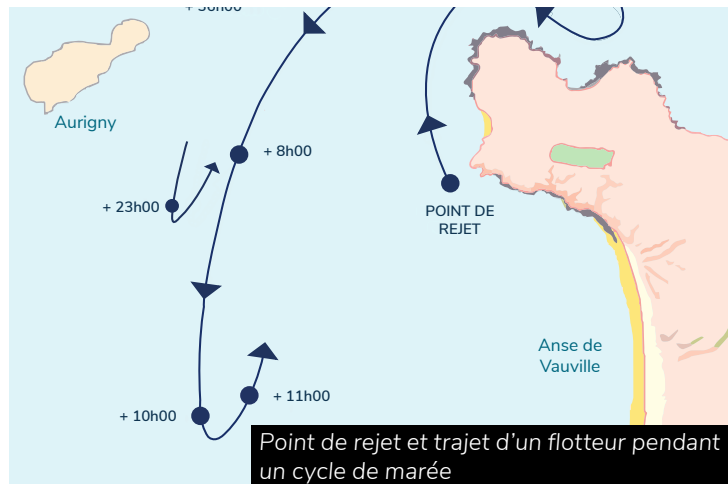 + 30h00
Aurigny
+ 8h00
+ 23h00
POINT DE
REJET
Anse de
Vauville
+ 11h00
+ 10h00
Point de rejet et trajet d'un flotteur pendant
un cycle de marée